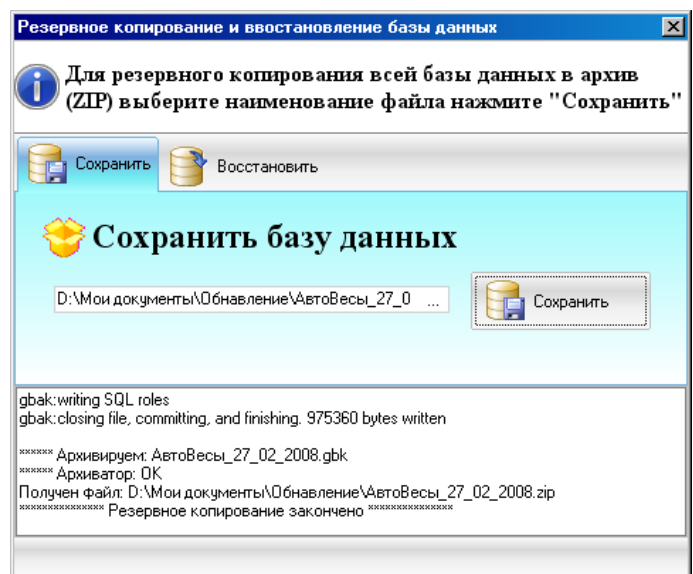 Резервное копирование и ввостановление базы данных
Для резервного копирования всей базы данных в архив
(ZIP) выберите наименование файла нажмите "Сохранить"
Сохранить
Восстановить
Сохранить базу данных
D:\Мои документы\Обнавление\АвтоВесы_27_0 ...
Сохранить
gbak:writing SQL roles
gbak:closing file, committing, and finishing. 975360 bytes written
****** Архивируем: АвтоВесы_27_02_2008.gbk
****** Архиватор: OK
Получен файл: D:\Мои документы\Обнавление\АвтоВесы_27_02_2008.zip
*************** Резервное копирование закончено ***************